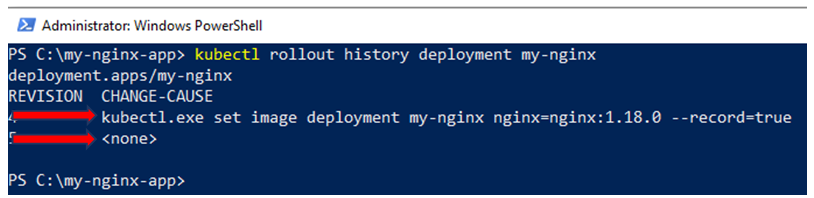 Administrator: Windows PowerShell
PS C:\my-nginx-app> kubectl rollout history deployment my-nginx
deployment.apps/my-nginx
REVISION  CHANGE-CAUSE
kubectl.exe set image deployment my-nginx nginx=nginx:1.18.0 --record=true
<none>
PS C:\my-nginx-app>